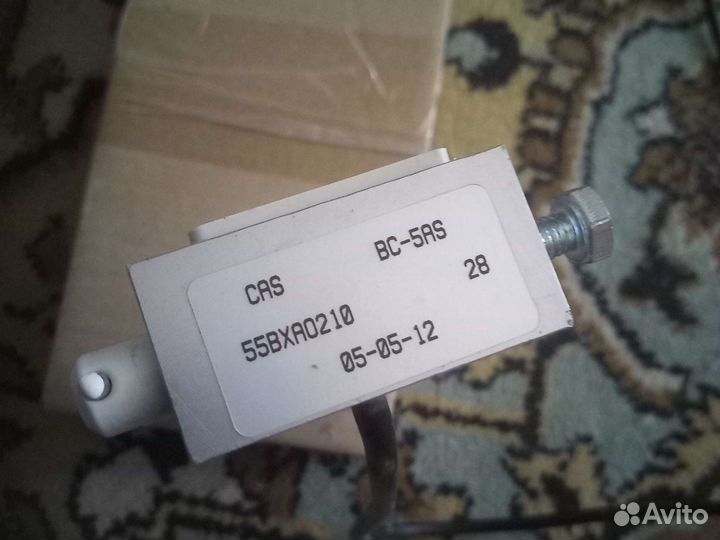 CAS BC-5AS
55BXA0210 28
05-05-12
Avito